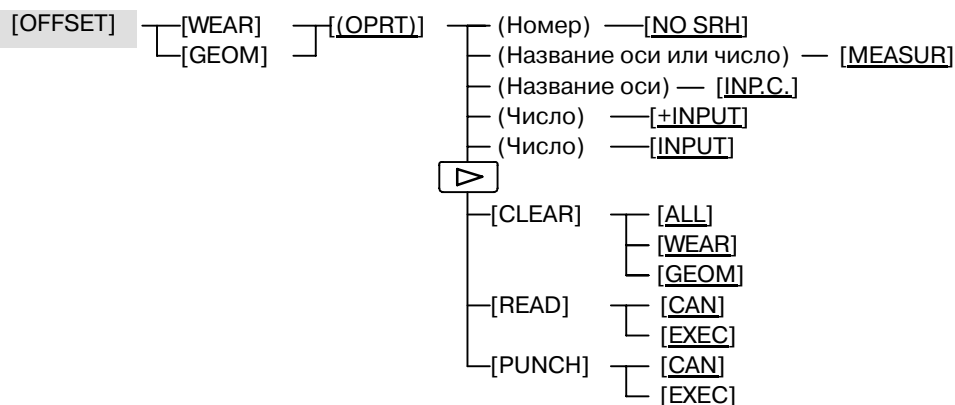 [OFFSET] [WEAR] [(OPRT)] (Номер) [NO SRH]
[GEOM] (Название оси или число) [MEASUR]
(Название оси) [INP.C.]
(Число) [+INPUT]
(Число) [INPUT]
[CLEAR] [ALL]
[WEAR]
[GEOM]
[READ] [CAN]
[EXEC]
[PUNCH] [CAN]
[EXEC]